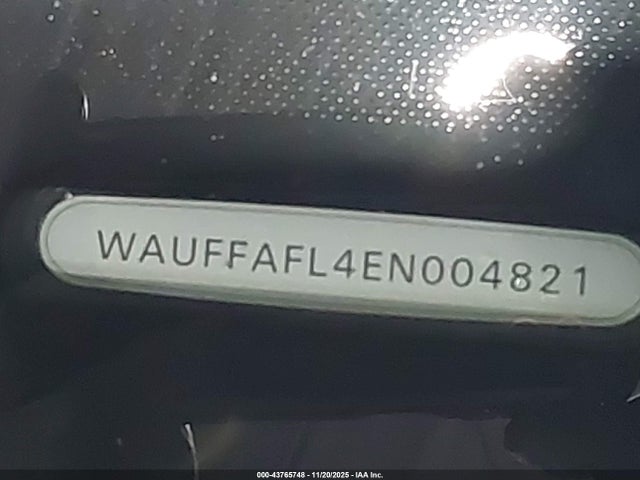 WAUFFAFL4EN004821
000-43765748 - 11/20/2025 - IAA Inc.